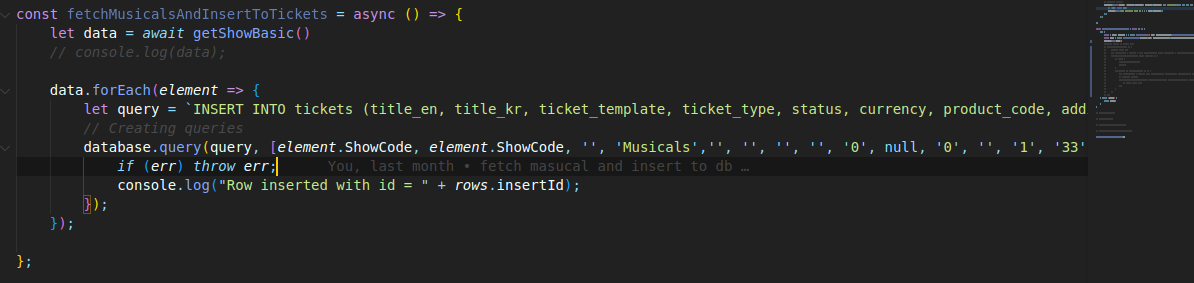 const fetchMusicalsAndInsertToTickets = async () => {
    let data = await getShowBasic()
    // console.log(data);
    data.forEach(element => {
        let query = `INSERT INTO tickets (title_en, title_kr, ticket_template, ticket_type, status, currency, product_code, add
        // Creating queries
        database.query(query, [element.ShowCode, element.ShowCode, '', 'Musicals','', '', '', '', '0', null, '0', '', '1', '33'
            if (err) throw err;      You, last month • fetch masucal and insert to db …
            console.log("Row inserted with id = " + rows.insertId);
        });
    });
};